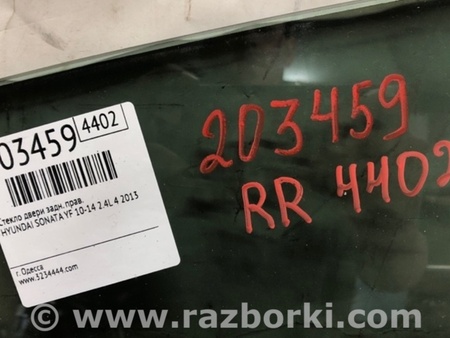 03459 4402
Стекло двери задн. прав.
HYUNDAI SONATA YF 10-14 2.4L 4 2013
г. Одесса
www.3234444.com
203459
RR 4402
© www.razborki.com